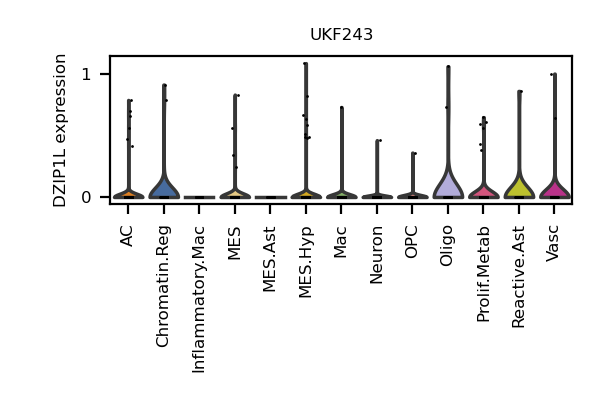 UKF243
DZIP1L expression
1
0
AC
Chromatin.Reg
Inflammatory.Mac
MES
MES.Ast
MES.Hyp
Mac
Neuron
OPC
Oligo
Prolif.Metab
Reactive.Ast
Vasc